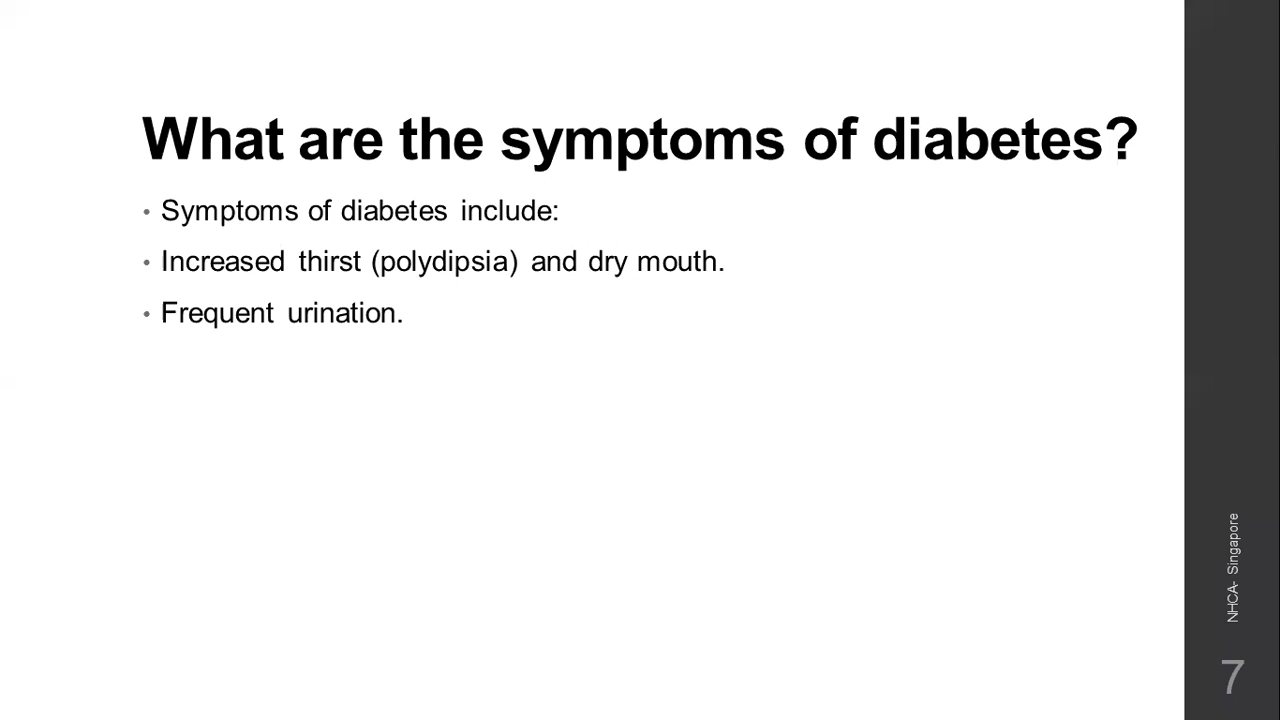 What are the symptoms of diabetes?
• Symptoms of diabetes include:
• Increased thirst (polydipsia) and dry mouth.
• Frequent urination.
NHCA- Singapore
7